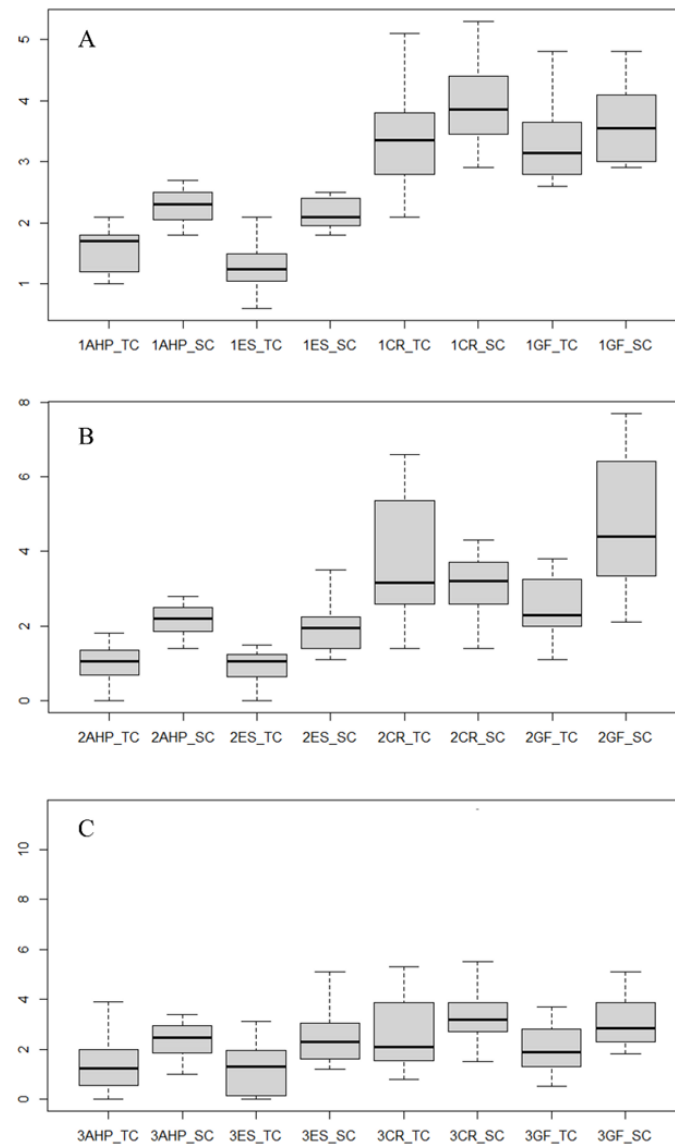 A
5
4
3
2
1
1AHP_TC 1AHP_SC 1ES_TC 1ES_SC 1CR_TC 1CR_SC 1GF_TC 1GF_SC
B
8
6
4
2
0
2AHP_TC 2AHP_SC 2ES_TC 2ES_SC 2CR_TC 2CR_SC 2GF_TC 2GF_SC
C
10
8
6
4
2
0
3AHP_TC 3AHP_SC 3ES_TC 3ES_SC 3CR_TC 3CR_SC 3GF_TC 3GF_SC